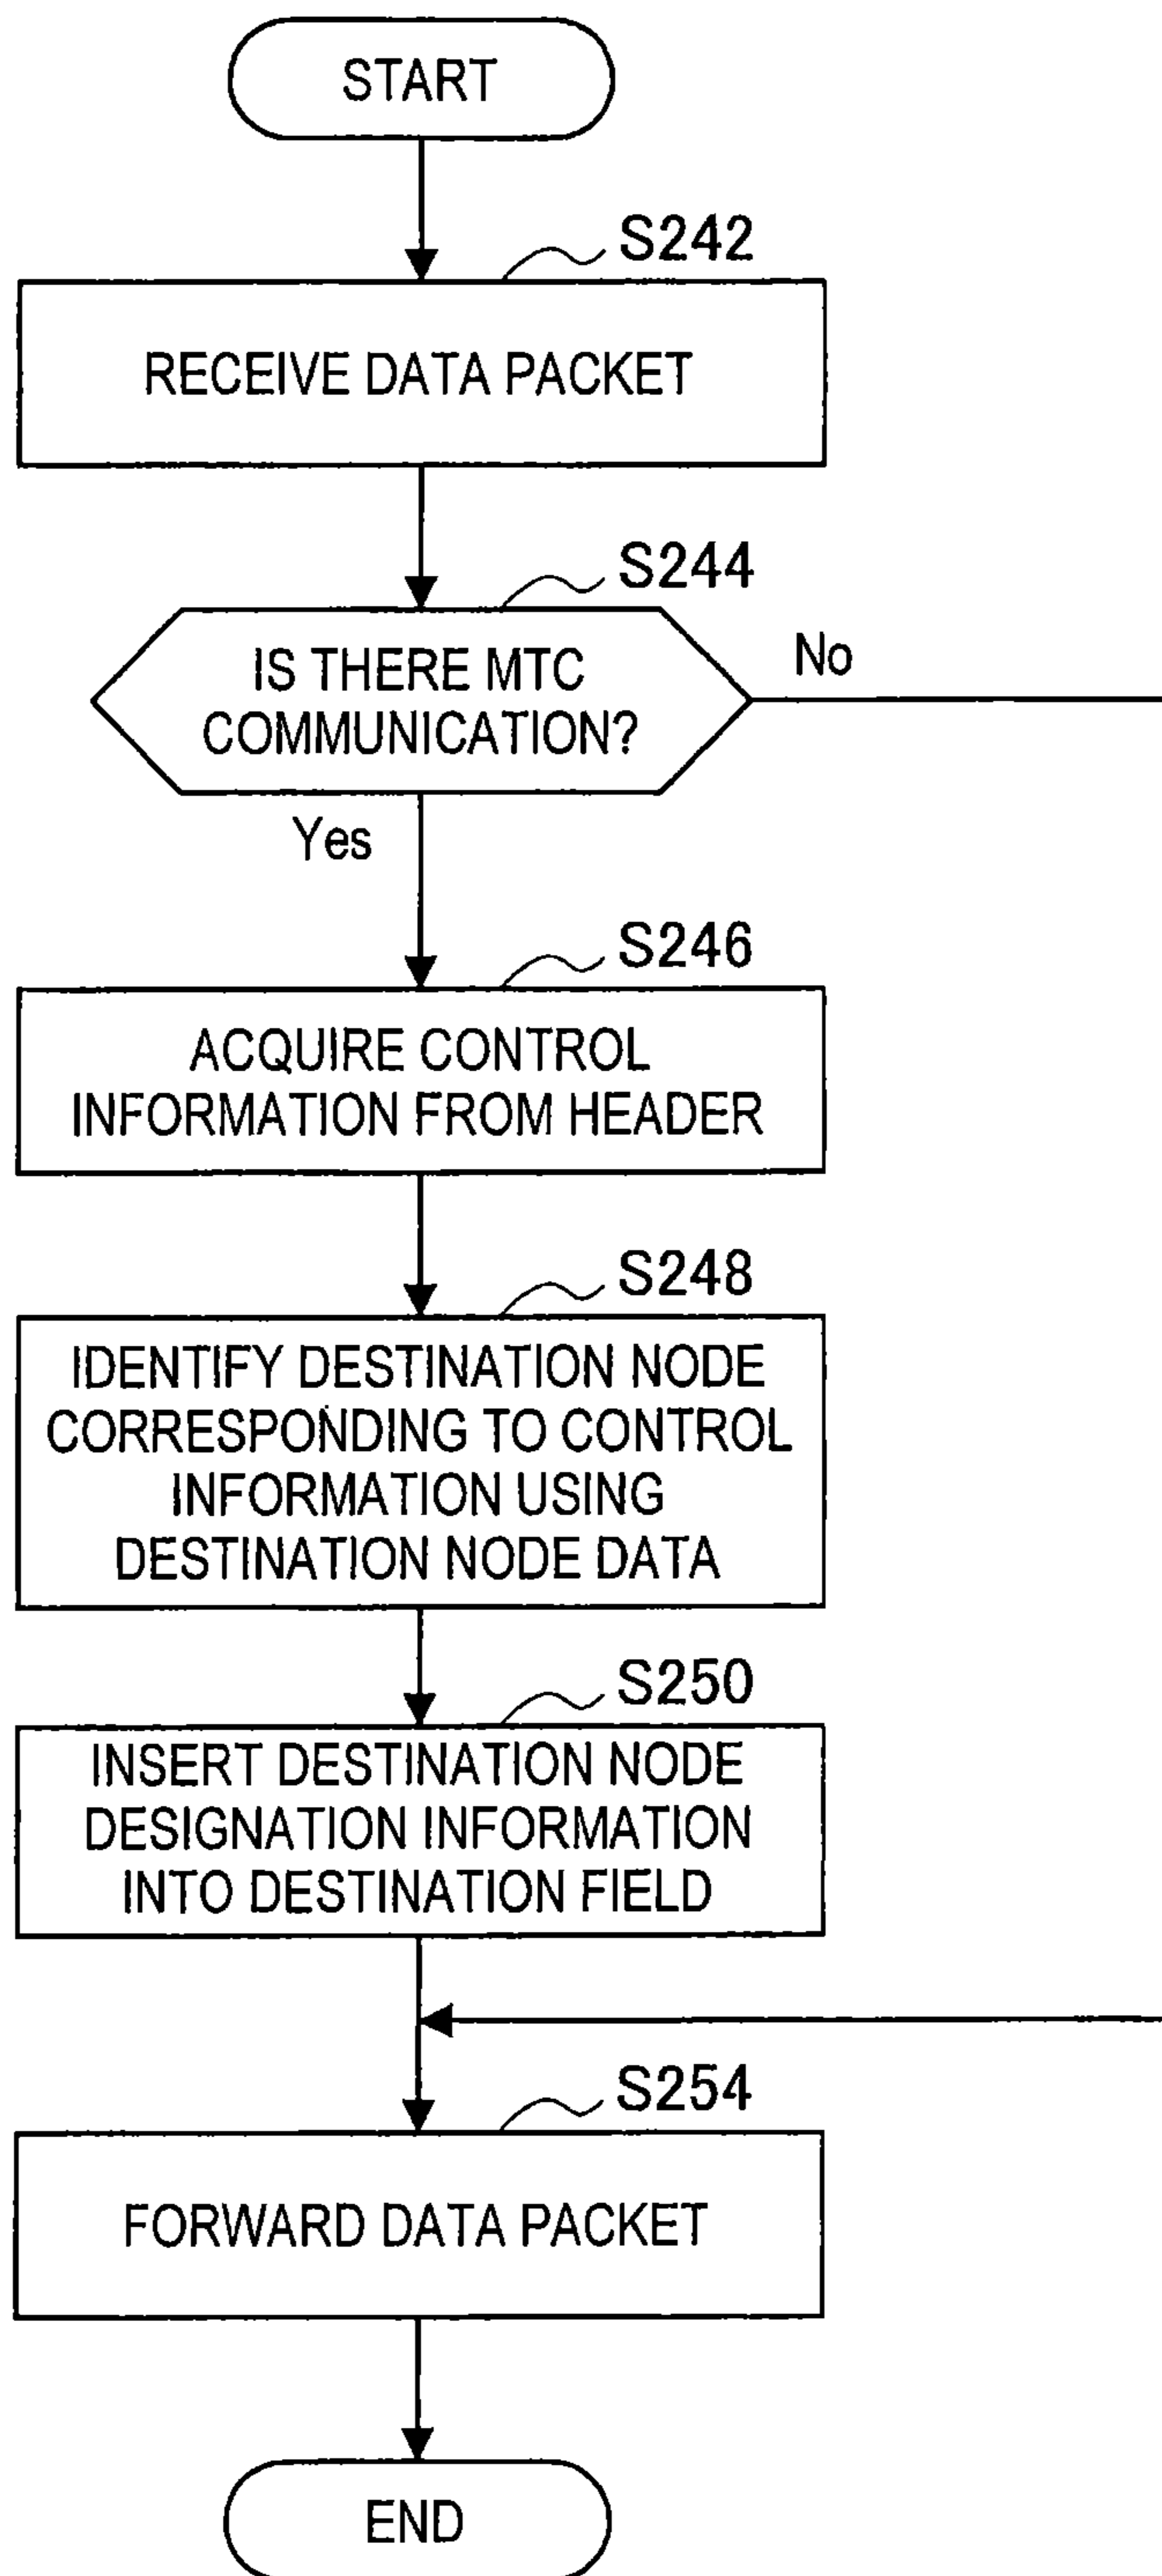 START
S242
RECEIVE DATA PACKET
S244
IS THERE MTC
COMMUNICATION?
No
Yes
S246
ACQUIRE CONTROL
INFORMATION FROM HEADER
S248
IDENTIFY DESTINATION NODE
CORRESPONDING TO CONTROL
INFORMATION USING
DESTINATION NODE DATA
S250
INSERT DESTINATION NODE
DESIGNATION INFORMATION
INTO DESTINATION FIELD
S254
FORWARD DATA PACKET
END